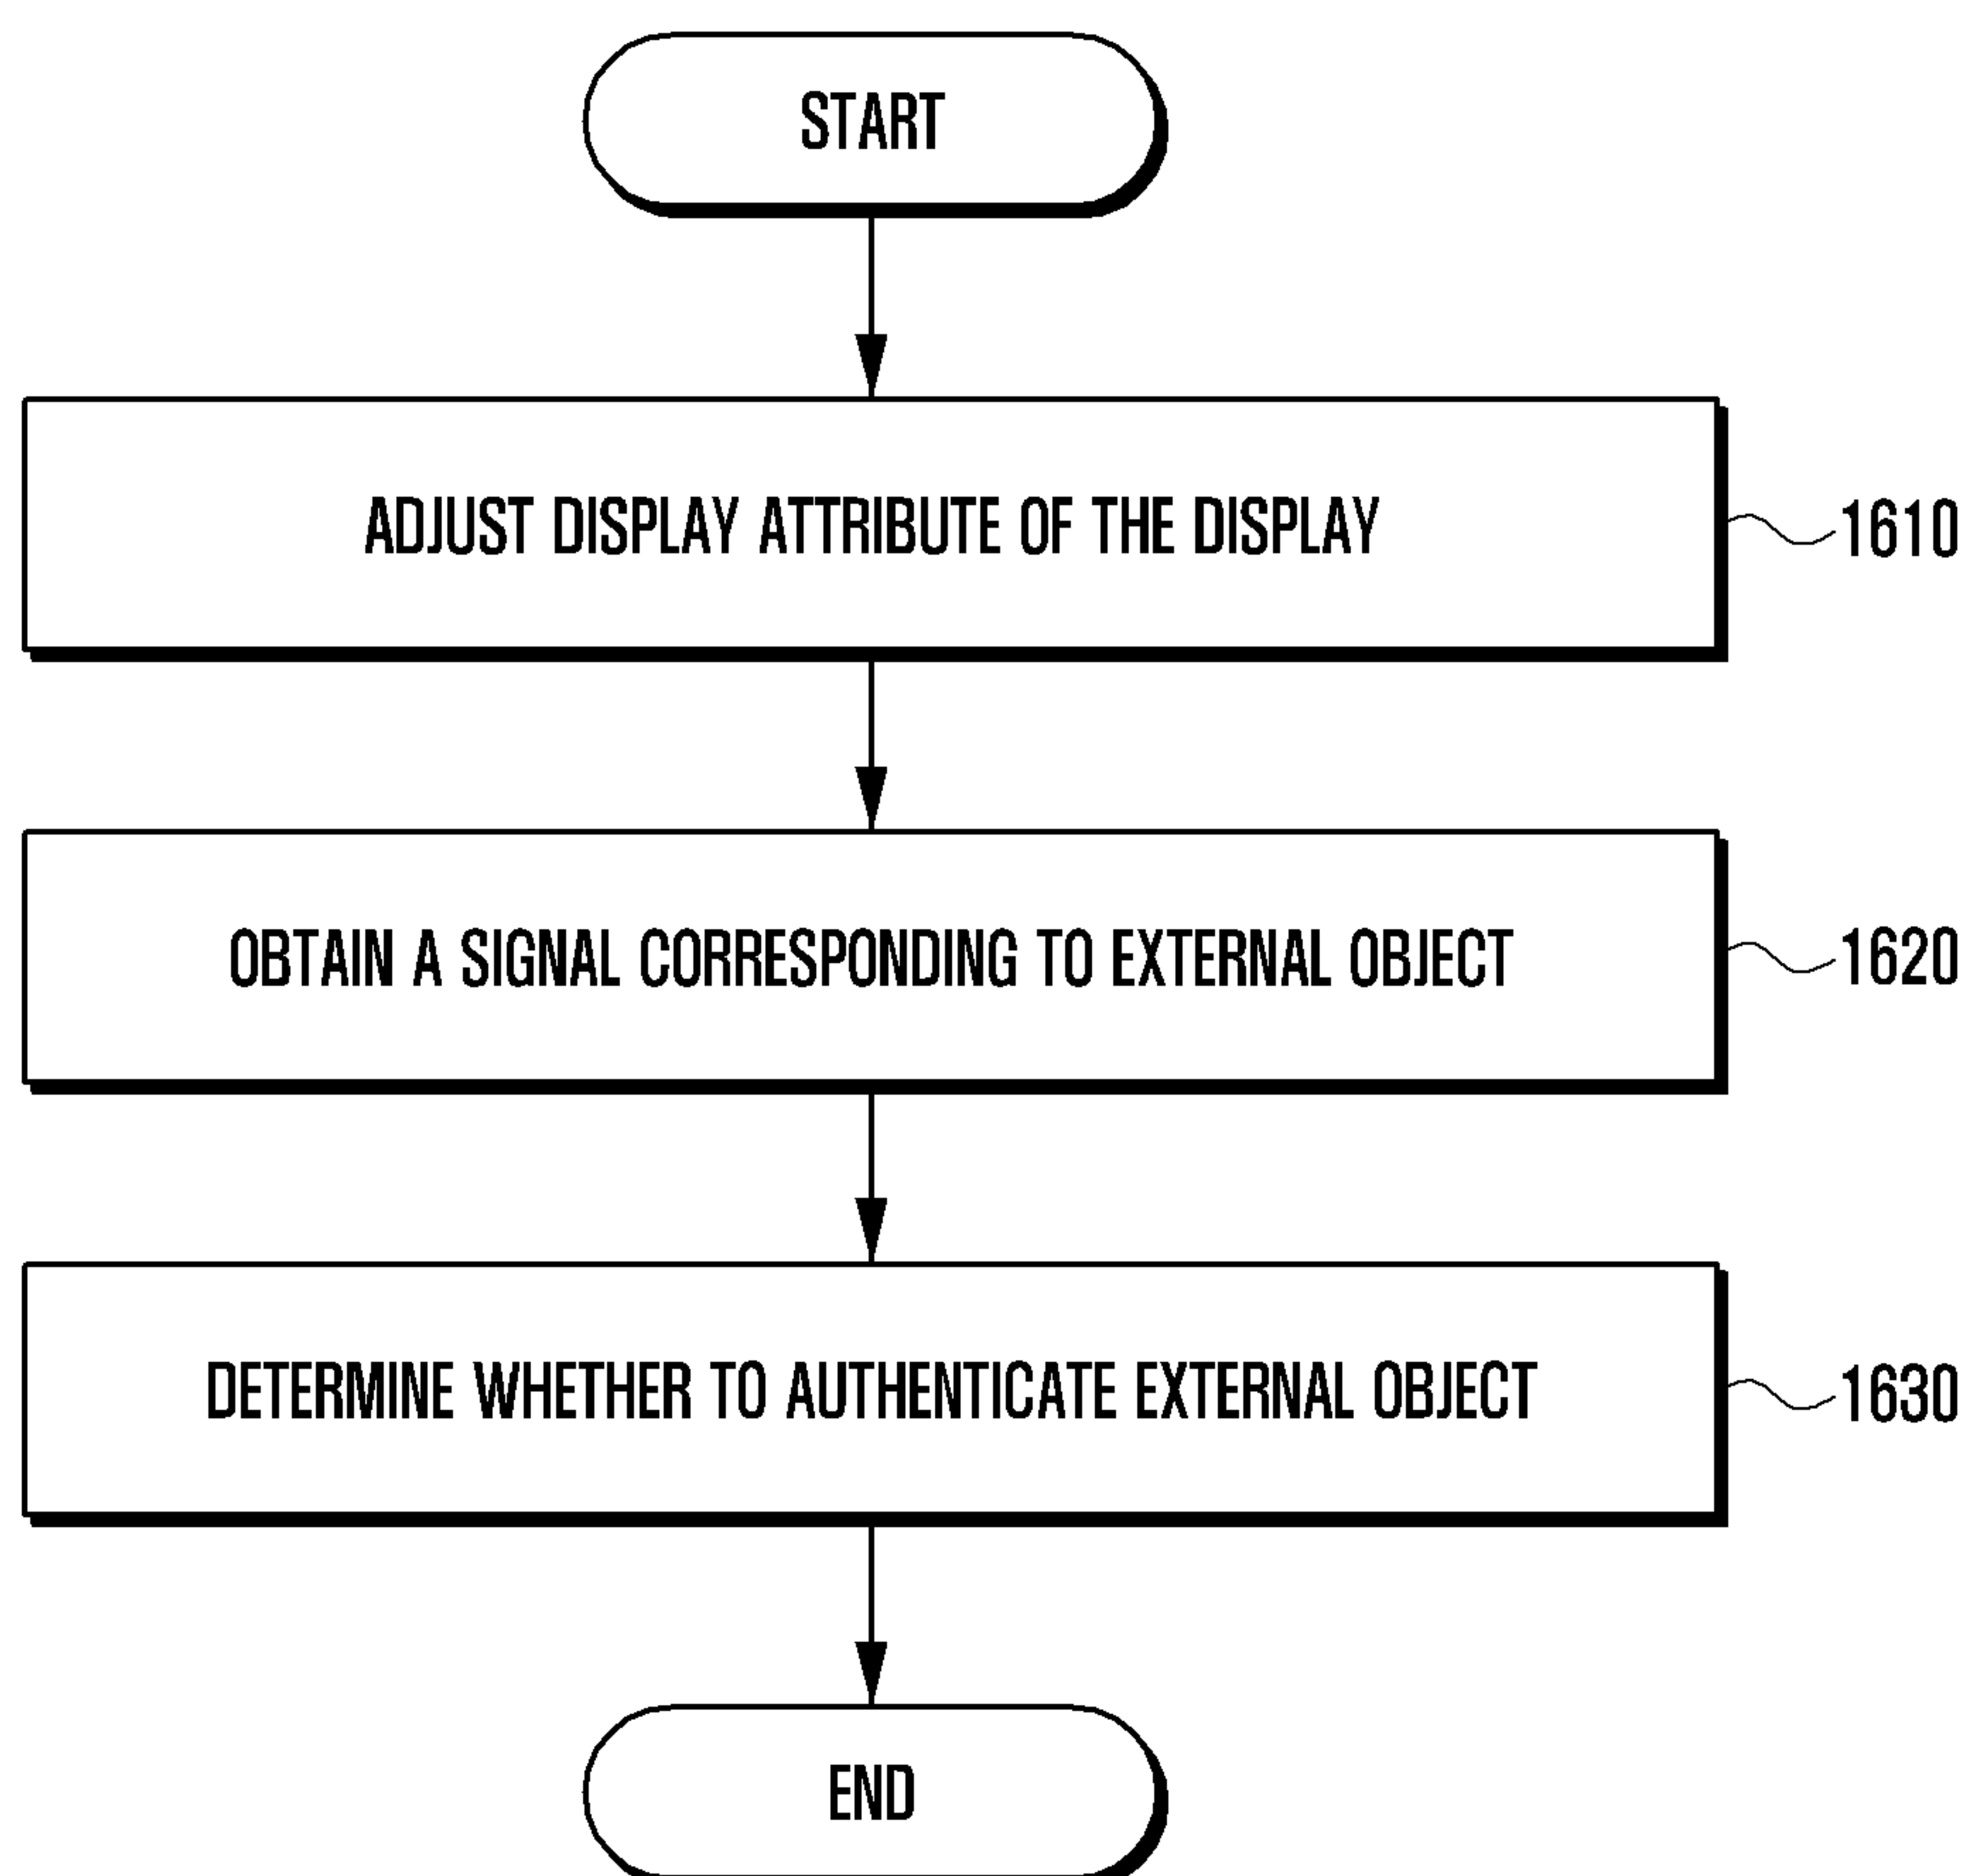 START
ADJUST DISPLAY ATTRIBUTE OF THE DISPLAY
1610
OBTAIN A SIGNAL CORRESPONDING TO EXTERNAL OBJECT
1620
DETERMINE WHETHER TO AUTHENTICATE EXTERNAL OBJECT
1630
END